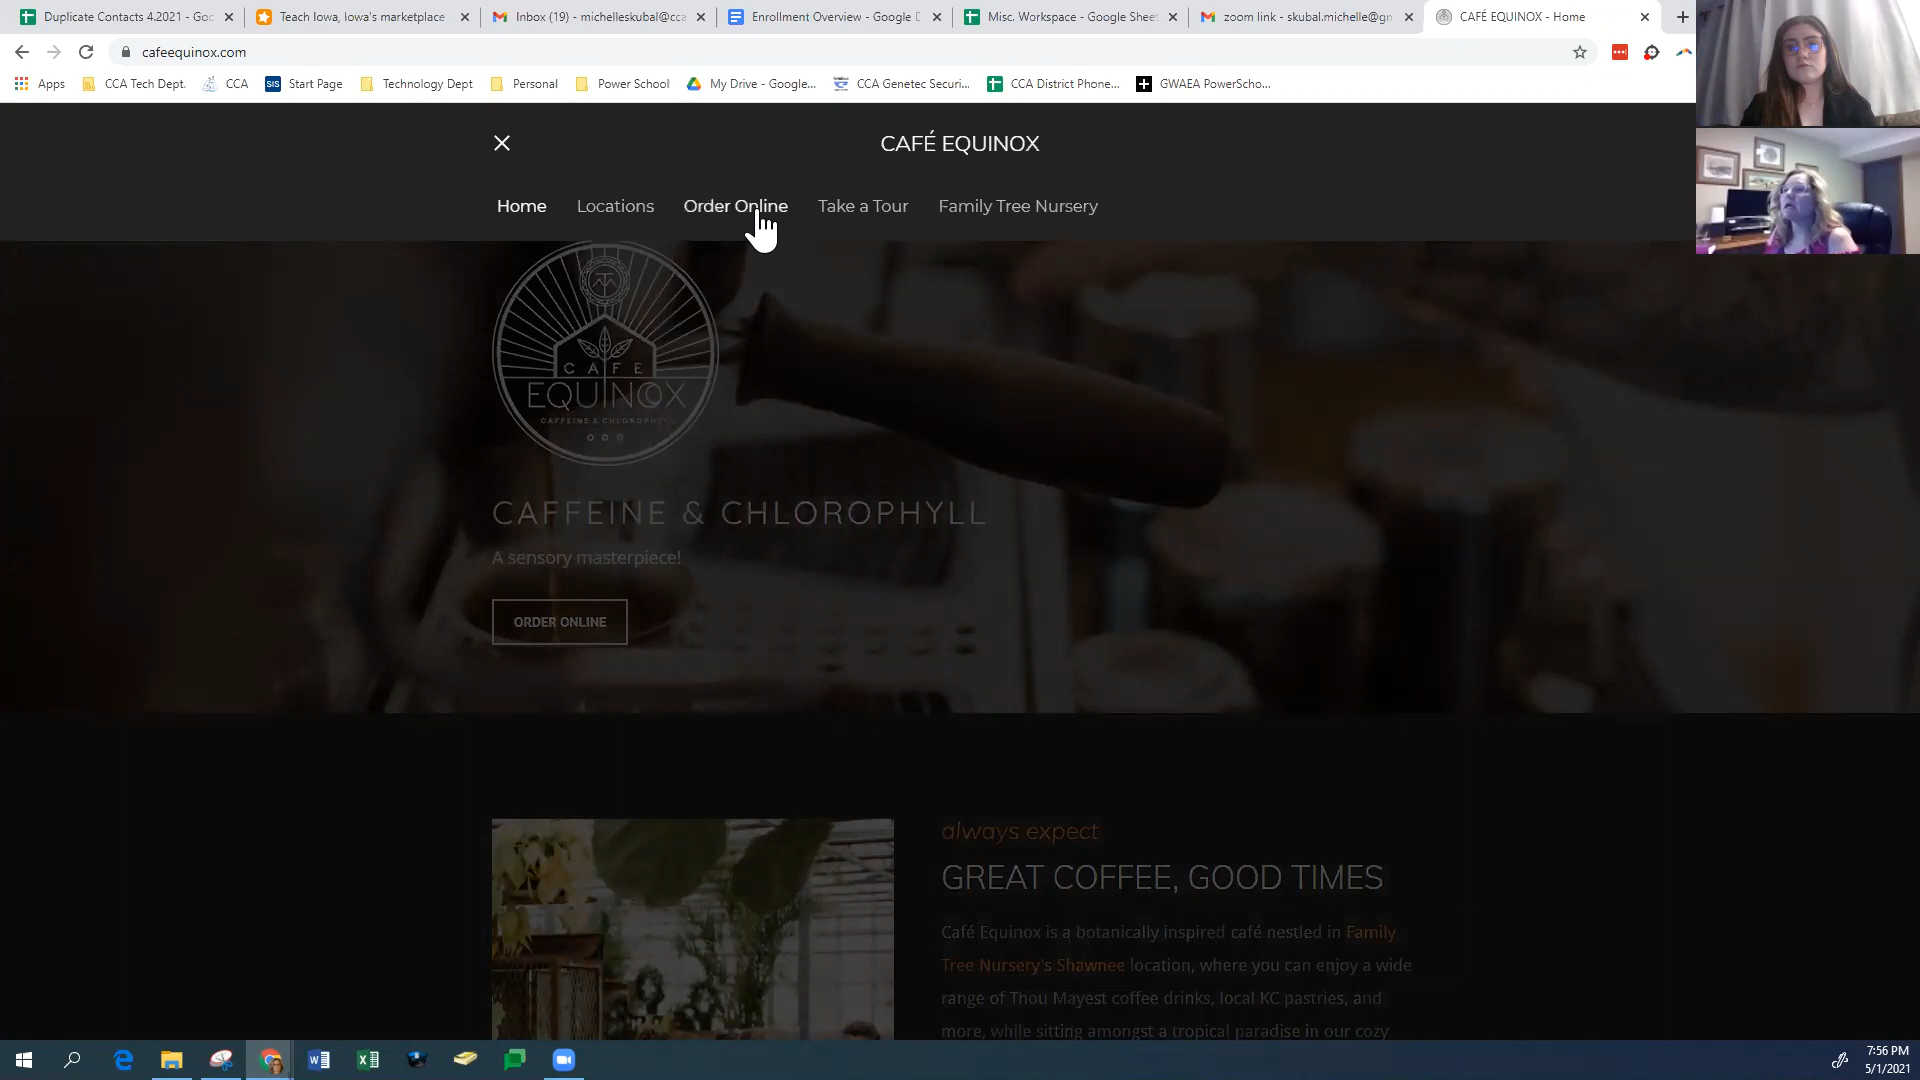 Duplicate Contacts 4.2021 - Goo
Teach Iowa, Iowa's marketplace
Inbox (19) - michelleskubal@cca
Enrollment Overview - Google D
Misc. Workspace - Google Sheet
zoom link - skubal.michelle@gm
CAFÉ EQUINOX - Home
cafeequinox.com
Apps
CCA Tech Dept.
CCA
SIS
Start Page
Technology Dept
Personal
Power School
My Drive - Google...
CCA Genetec Securi...
CCA District Phone...
GWAEA PowerScho...
CAFÉ EQUINOX
Home
Locations
Order Online
Take a Tour
Family Tree Nursery
CAFE
EQUINOX
CAFFEINE & CHLOROPHYLL
CAFFEINE & CHLOROPHYLL
A sensory masterpiece!
ORDER ONLINE
always expect
GREAT COFFEE, GOOD TIMES
Café Equinox is a botanically inspired café nestled in Family
Tree Nursery's Shawnee location, where you can enjoy a wide
range of Thou Mayest coffee drinks, local KC pastries, and
more, while sitting amongst a tropical paradise in our cozy
7:56 PM
5/1/2021